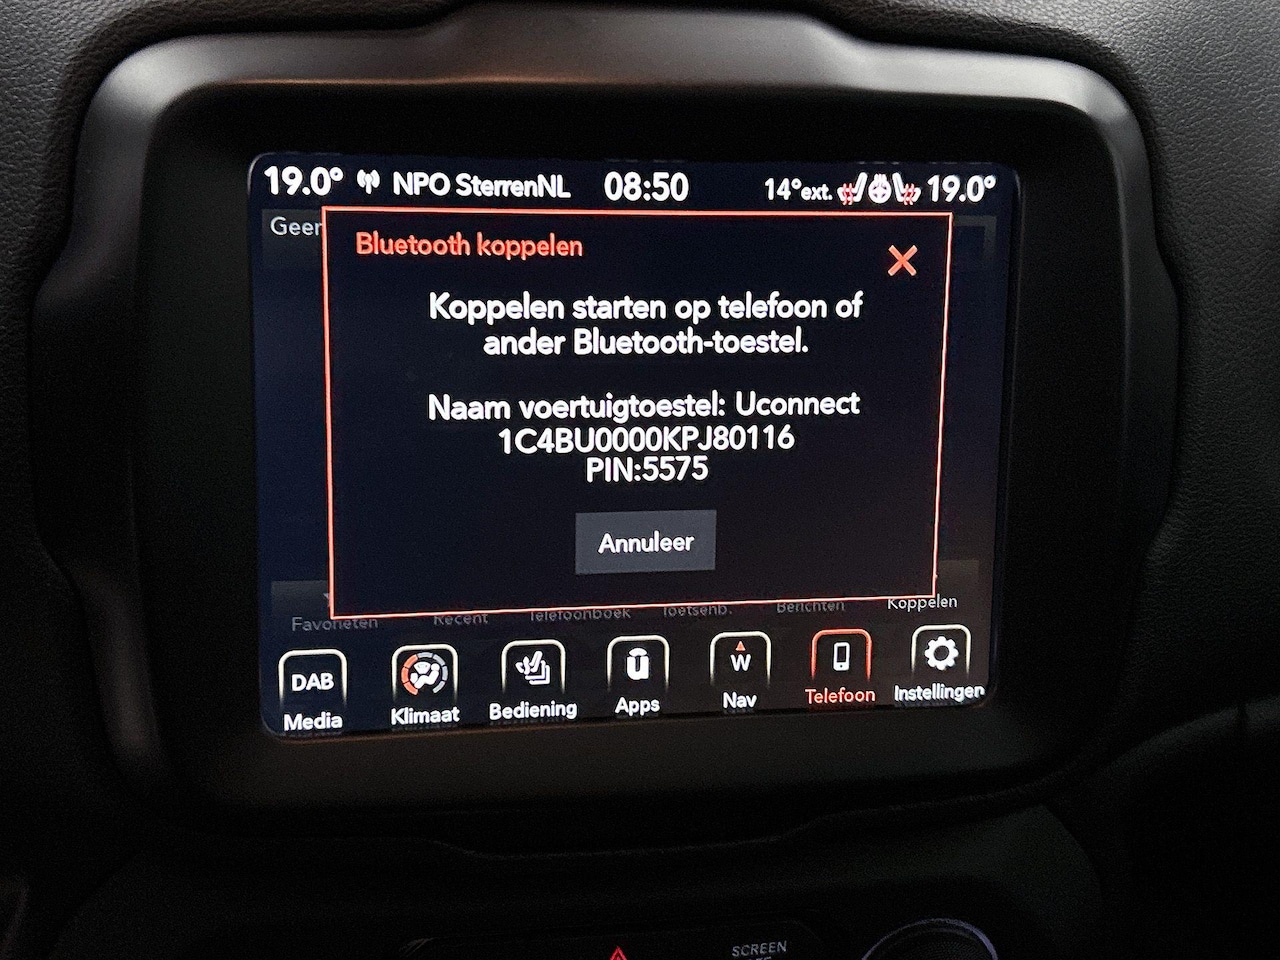 19.0° NPO SterrenNL 08:50 14°ext. 19.0°
Geen
Bluetooth koppelen
Koppelen starten op telefoon of
ander Bluetooth-toestel.
Naam voertuigtoestel: Uconnect
1C4BU0000KPJ80116
PIN:5575
Annuleer
Favorieten Recent Telefoonboek Toetsenb. Berichten Koppelen
DAB W
Media Klimaat Bediening Apps Nav Telefoon Instellingen
SCREEN